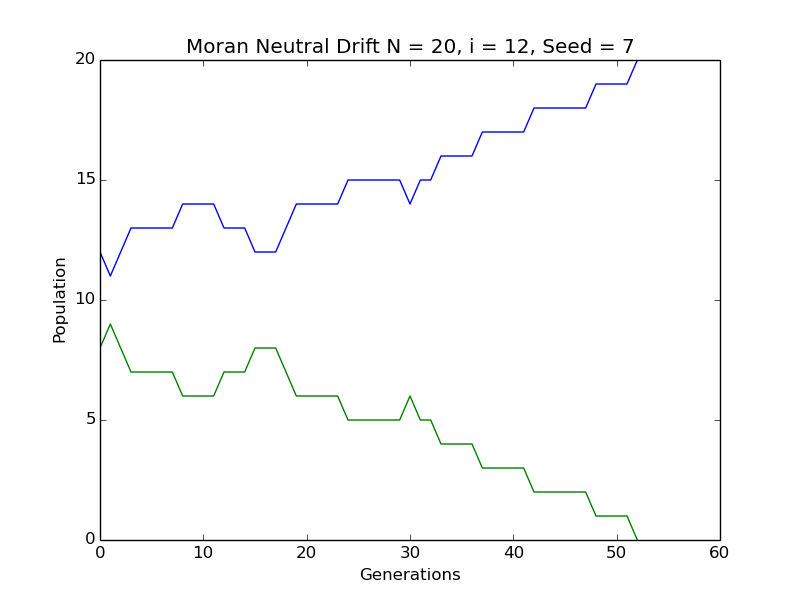 Moran Neutral Drift N = 20, i = 12, Seed = 7
20
15
10
5
0
Population
0 10 20 30 40 50 60
Generations